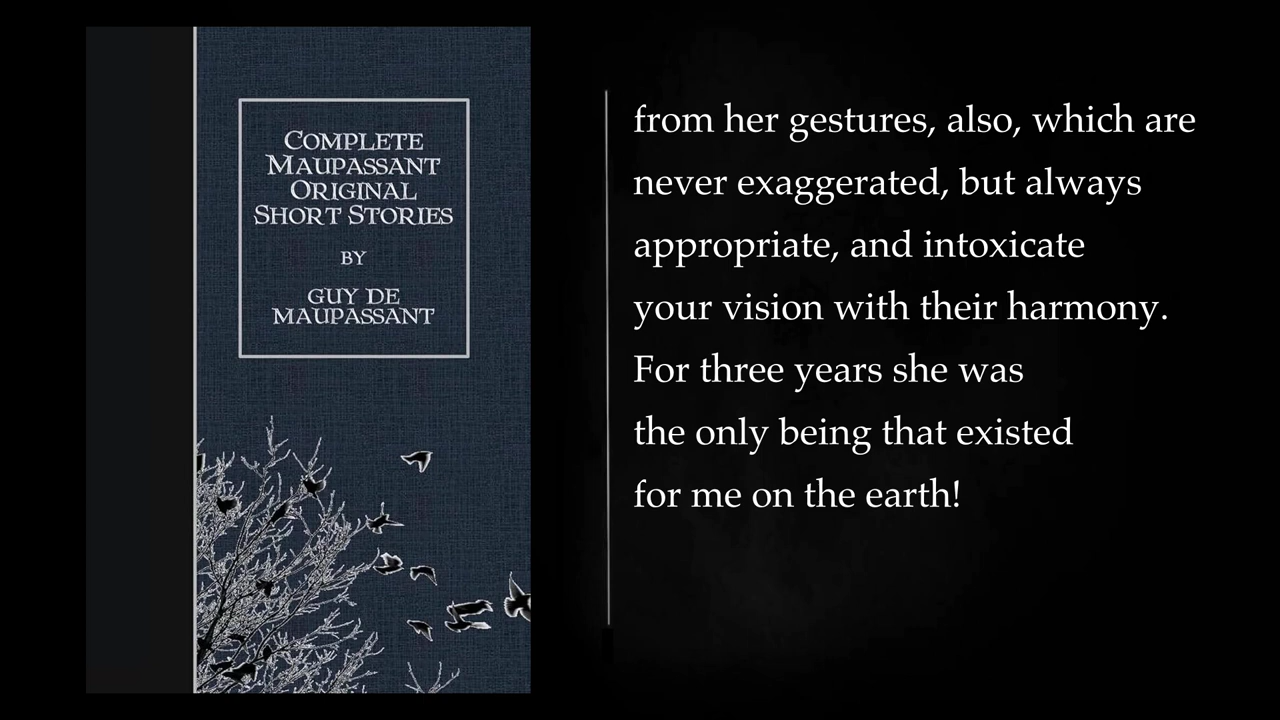 COMPLETE
MAUPASSANT
ORIGINAL
SHORT STORIES
BY
GUY DE
MAUPASSANT
from her gestures, also, which are
never exaggerated, but always
appropriate, and intoxicate
your vision with their harmony.
For three years she was
the only being that existed
for me on the earth!